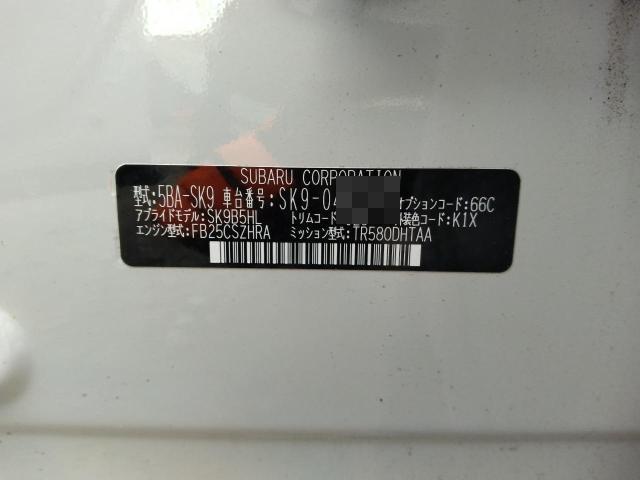 SUBARU CORPORATION
型式:5BA-SK9 車台番号:SK9-04 オプションコード:66C
アプライドモデル:SK9B5HL トリムコード 装色コード:K1X
エンジン型式:FB25CSZHRA ミッション型式:TR580DHTAA